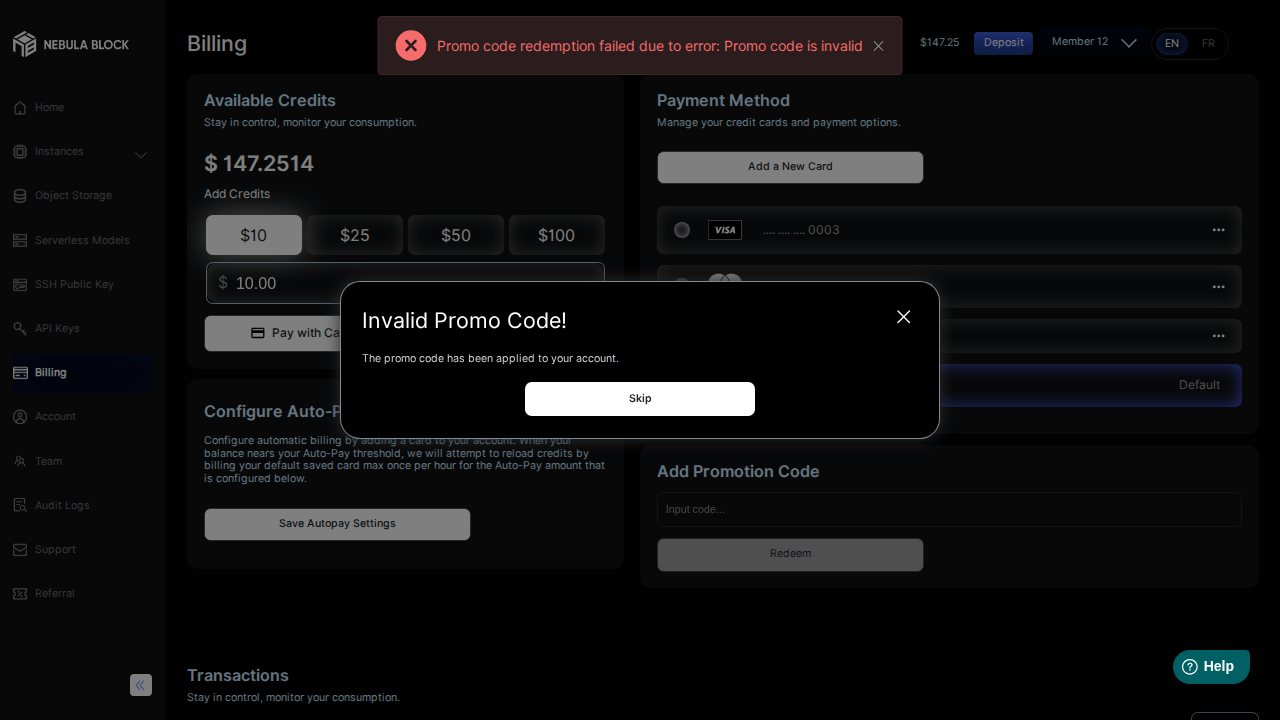 NEBULA BLOCK
Home
Instances
Object Storage
Serverless Models
SSH Public Key
API Keys
Billing
Account
Team
Audit Logs
Support
Referral
Billing
Promo code redemption failed due to error: Promo code is invalid
$147.25
Deposit
Member 12
EN
FR
Available Credits
Stay in control, monitor your consumption.
$ 147.2514
Add Credits
$10
$25
$50
$100
$ 10.00
Pay with Ca
Payment Method
Manage your credit cards and payment options.
Add a New Card
VISA
.... .... .... 0003
Default
Invalid Promo Code!
The promo code has been applied to your account.
Skip
Configure Auto-P
Configure automatic billing by adding a card to your account. When your
balance nears your Auto-Pay threshold, we will attempt to reload credits by
billing your default saved card max once per hour for the Auto-Pay amount that
is configured below.
Save Autopay Settings
Add Promotion Code
Input code...
Redeem
Transactions
Stay in control, monitor your consumption.
Help